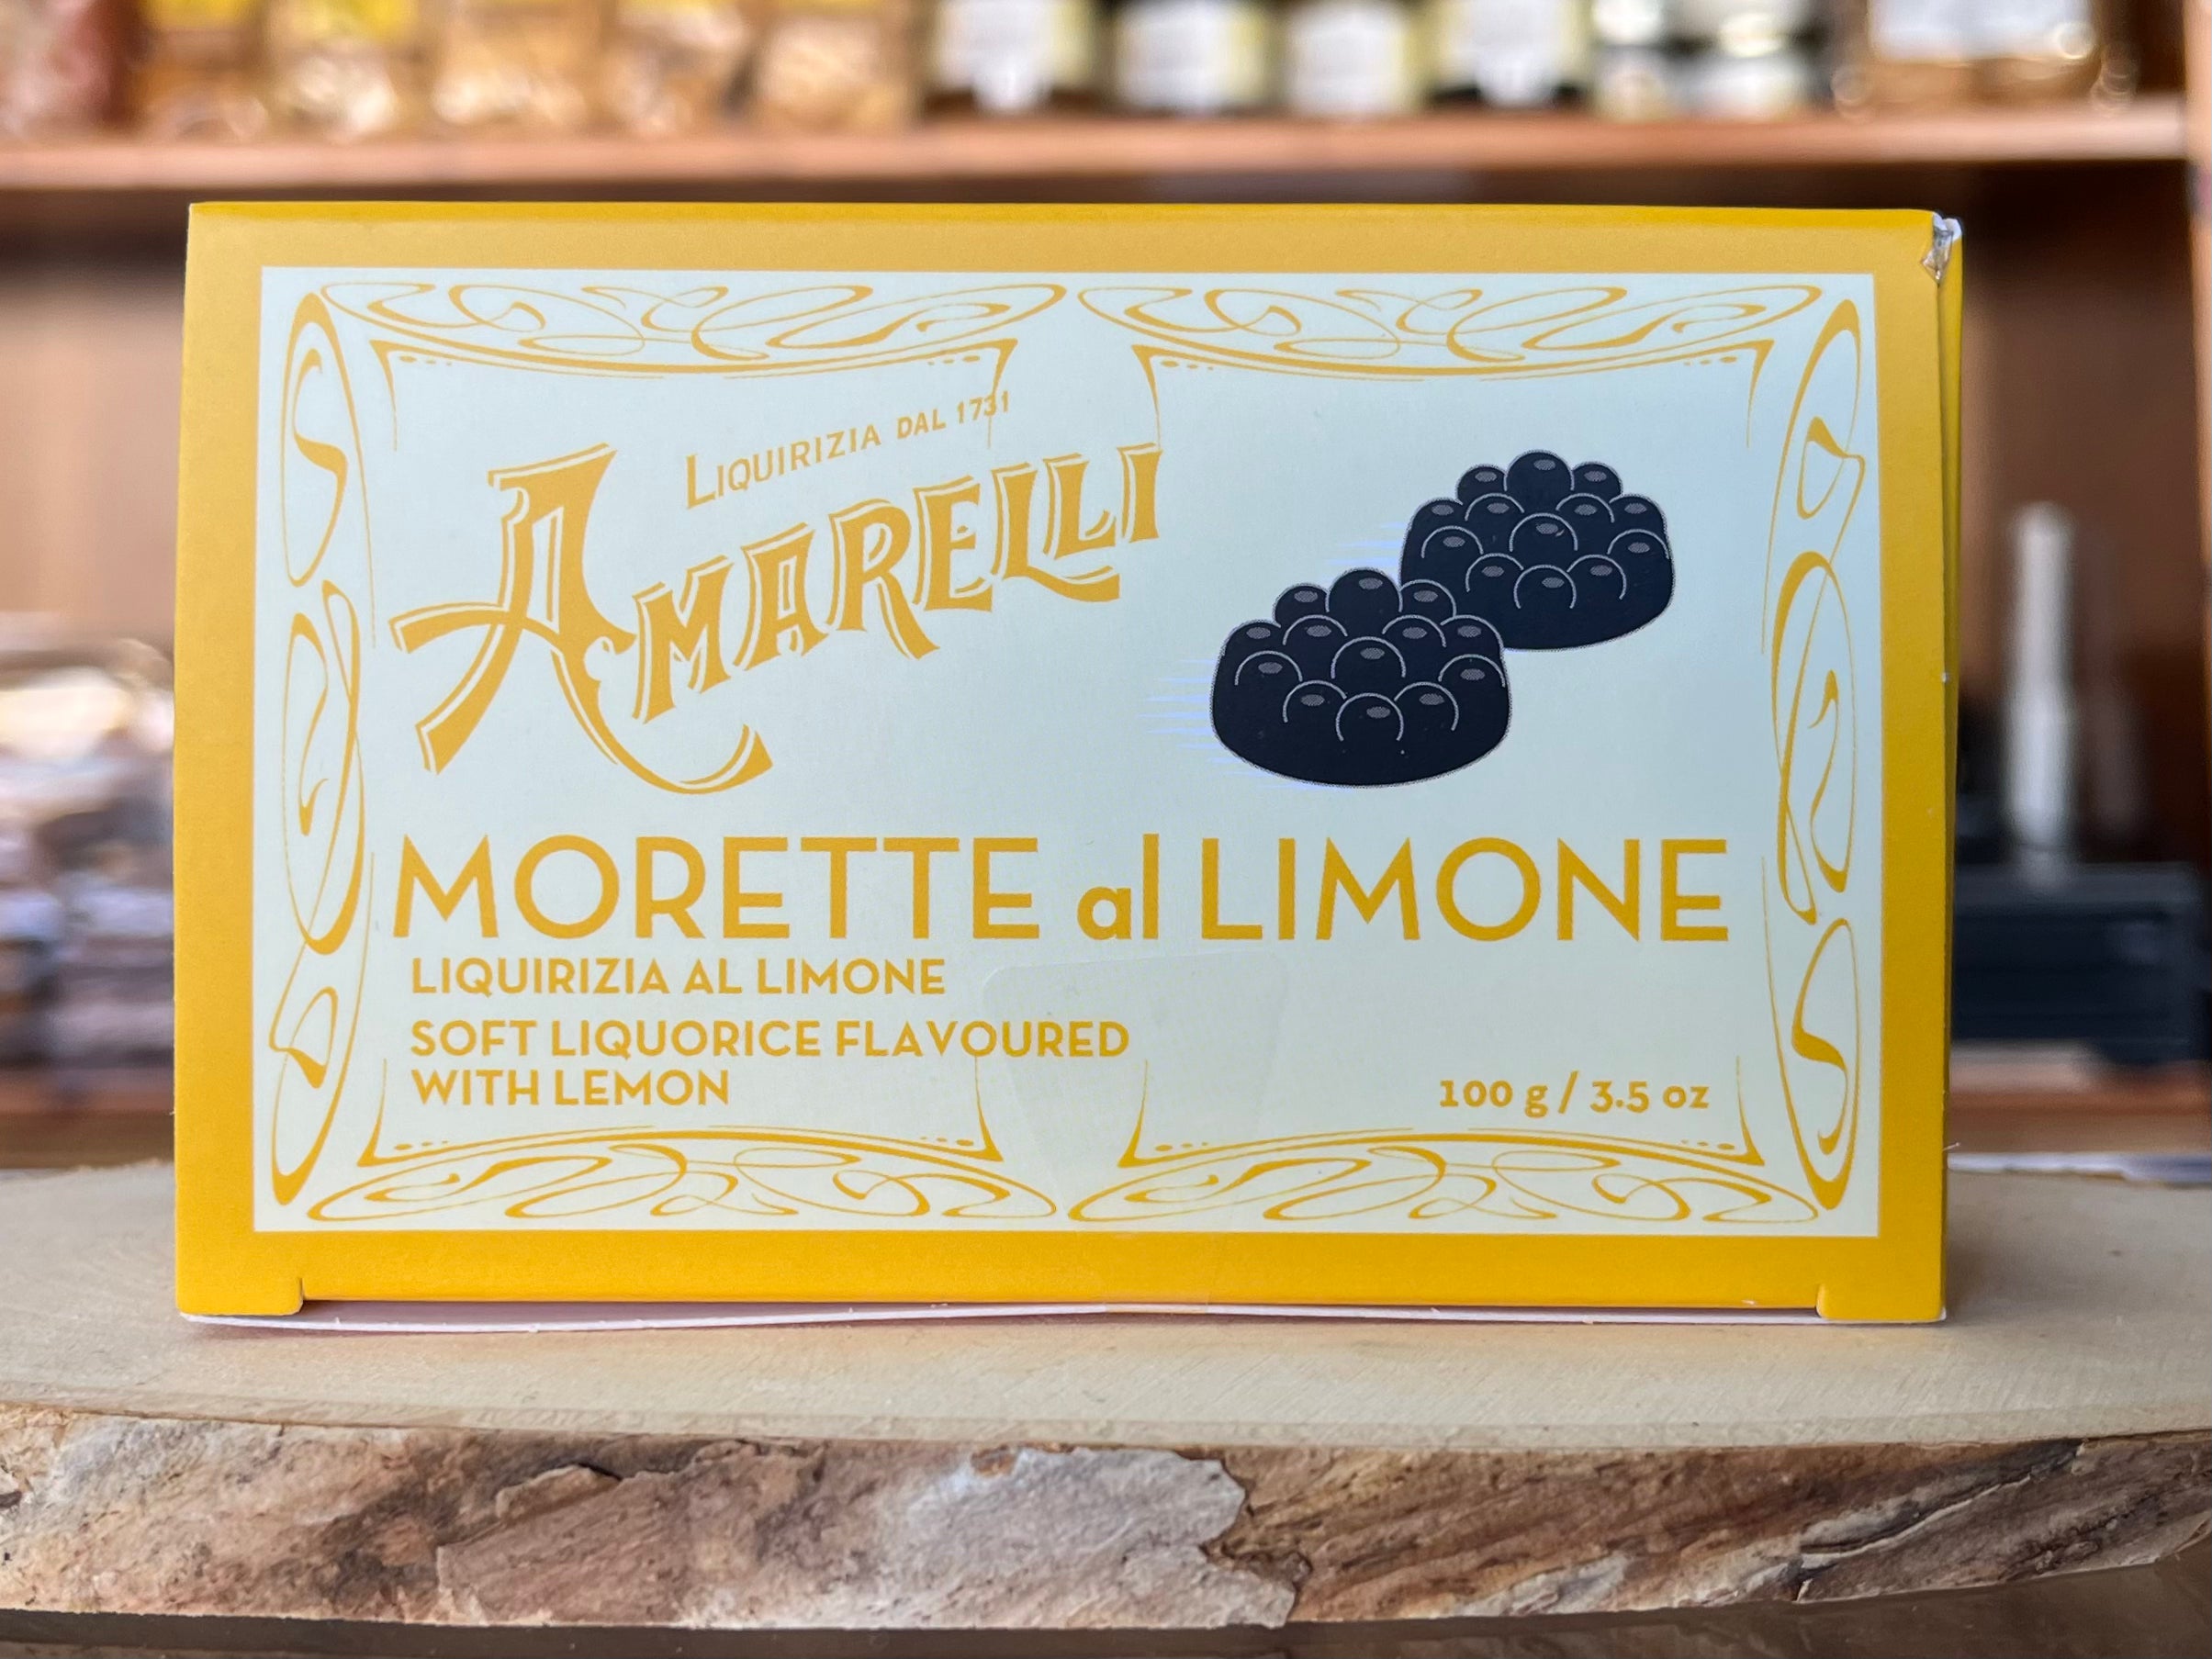 LIQUIRIZIA DAL 1731
AMARELLI
MORETTE al LIMONE
LIQUIRIZIA AL LIMONE
SOFT LIQUORICE FLAVOURED
WITH LEMON
100 g / 3.5 oz